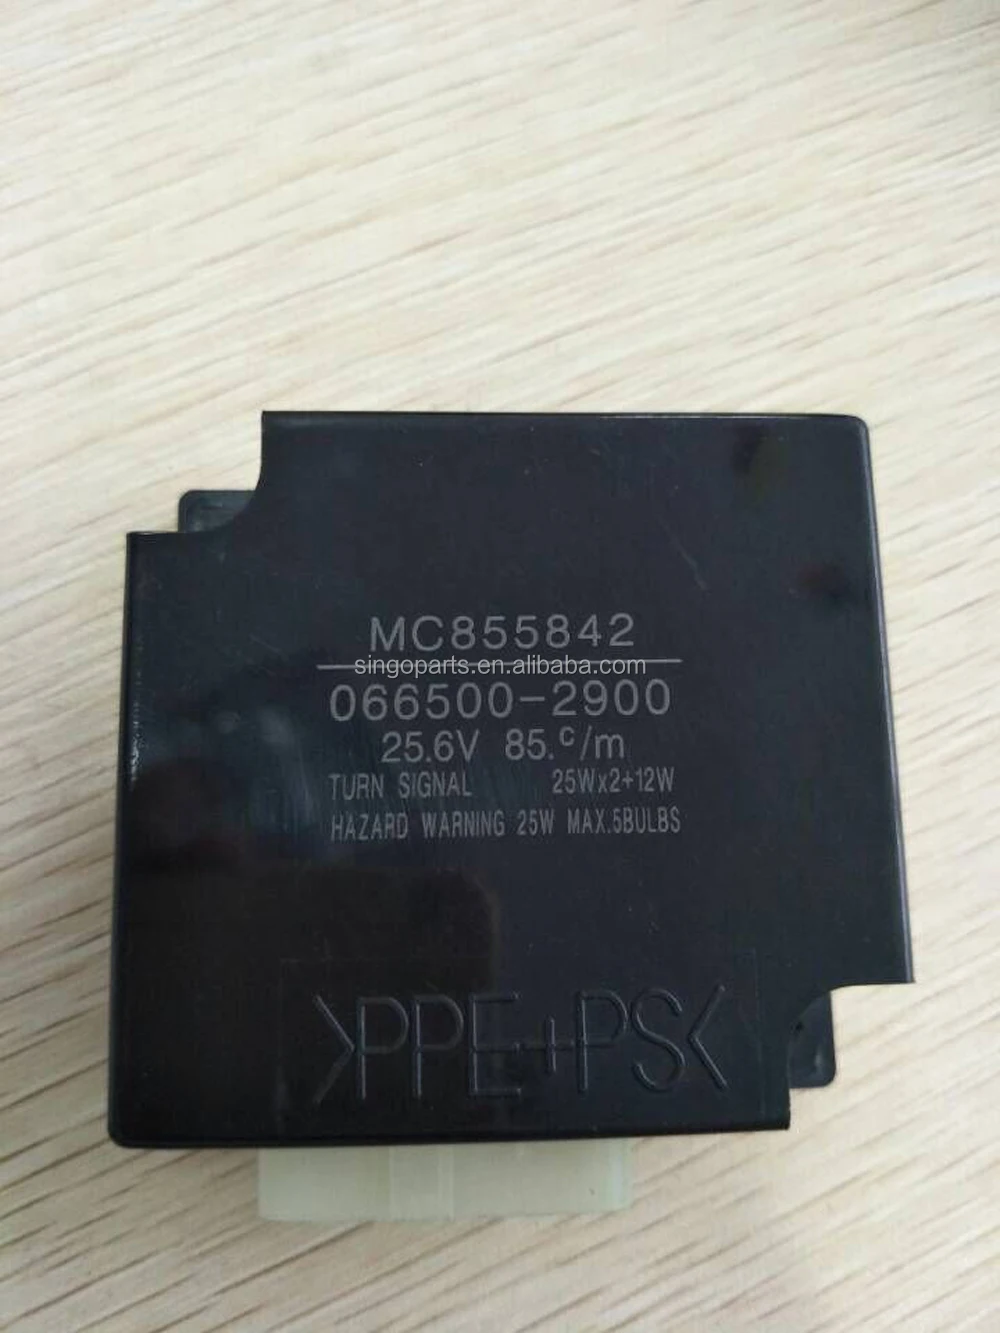 MC855842
singoparts.en.alibaba.com
066500-2900
25.6V 85.c/m
TURN SIGNAL 25Wx2+12W
HAZARD WARNING 25W MAX.5BULBS
>PPE+PS<